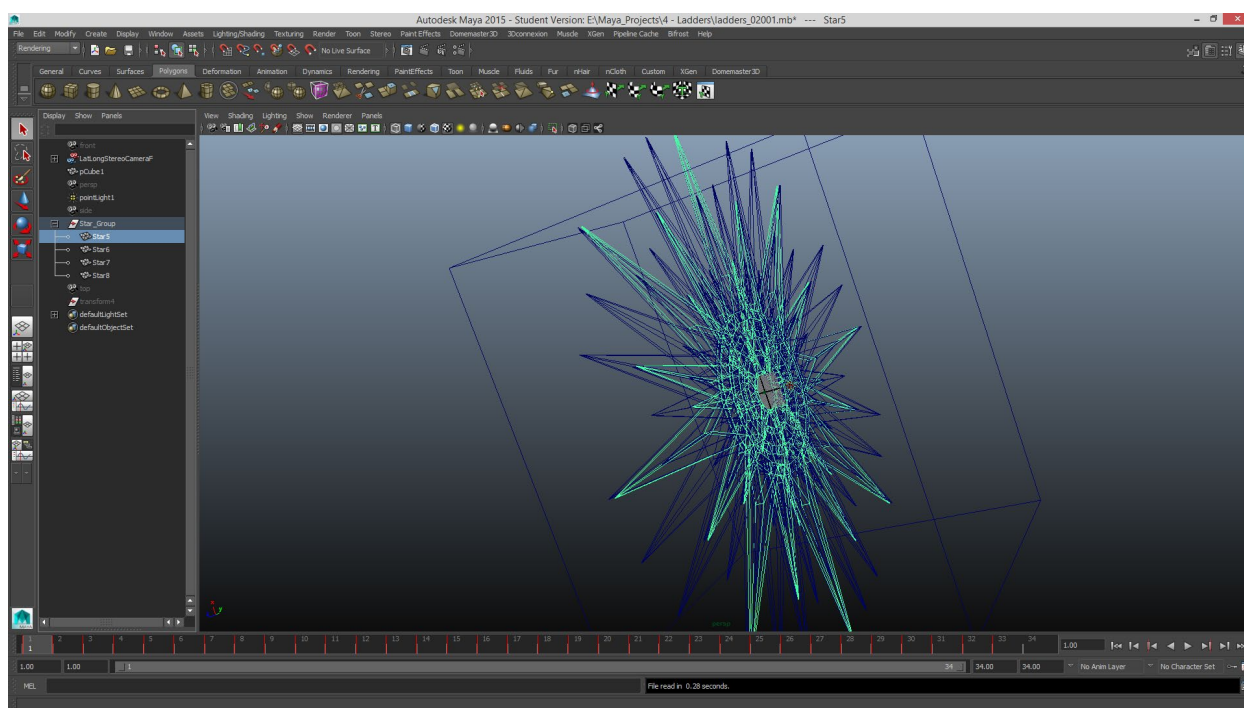 Autodesk Maya 2015 - Student Version: E:\Maya_Projects\4 - Ladders\ladders_02001.mb* --- Star5
File Edit Modify Create Display Window Assets Lighting/Shading Texturing Render Toon Stereo Paint Effects Domemaster3D 3Dconnexion Muscle XGen Pipeline Cache Bifrost Help
Rendering No Live Surface
General Curves Surfaces Polygons Deformation Animation Dynamics Rendering PaintEffects Toon Muscle Fluids Fur nHair nCloth Custom XGen Domemaster3D
Display Show Panels View Shading Lighting Show Renderer Panels
front
LatLongStereoCameraF
pCube1
persp
pointLight1
side
Star_Group
Star5
Star6
Star7
Star8
top
transform4
defaultLightSet
defaultObjectSet
persp
1 2 3 4 5 6 7 8 9 10 11 12 13 14 15 16 17 18 19 20 21 22 23 24 25 26 27 28 29 30 31 32 33 34
1 1.00
1.00 1.00 1 34 34.00 34.00 No Anim Layer No Character Set
MEL File read in 0.28 seconds.